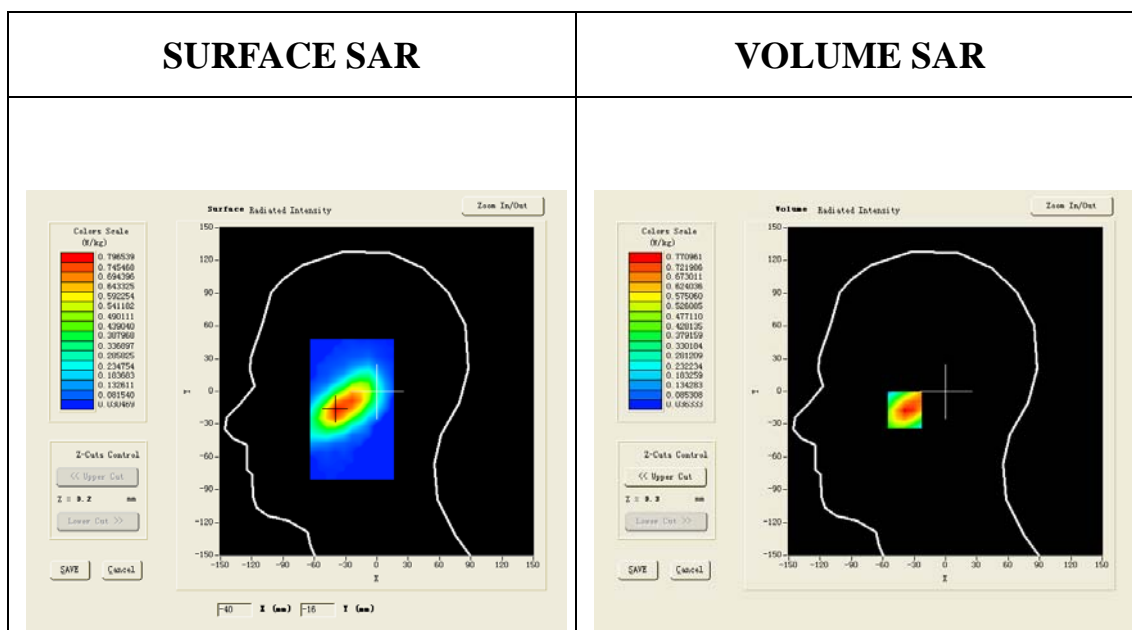 SURFACE SAR
VOLUME SAR
Surface Radiated Intensity
Zoom In/Out
Colors Scale
(W/kg)
0.796539
0.745468
0.694396
0.643325
0.592254
0.541182
0.490111
0.439040
0.387968
0.336897
0.285825
0.234754
0.183683
0.132611
0.081540
0.030469
150
120
90
60
30
0
-30
-60
-90
-120
-150
Y
-150 -120 -90 -60 -30 0 30 60 90 120 150
X
Z-Cuts Control
<< Upper Cut
Z = mm
Lower Cut >>
SAVE Cancel
-40 X (mm) -16 Y (mm)
Volume Radiated Intensity
Zoom In/Out
Colors Scale
(W/kg)
0.770961
0.721986
0.673011
0.624036
0.575060
0.526085
0.477110
0.428135
0.379159
0.330184
0.281209
0.232234
0.183259
0.134283
0.085308
0.036333
150
120
90
60
30
0
-30
-60
-90
-120
-150
Y
-150 -120 -90 -60 -30 0 30 60 90 120 150
X
Z-Cuts Control
<< Upper Cut
Z = mm
Lower Cut >>
SAVE Cancel